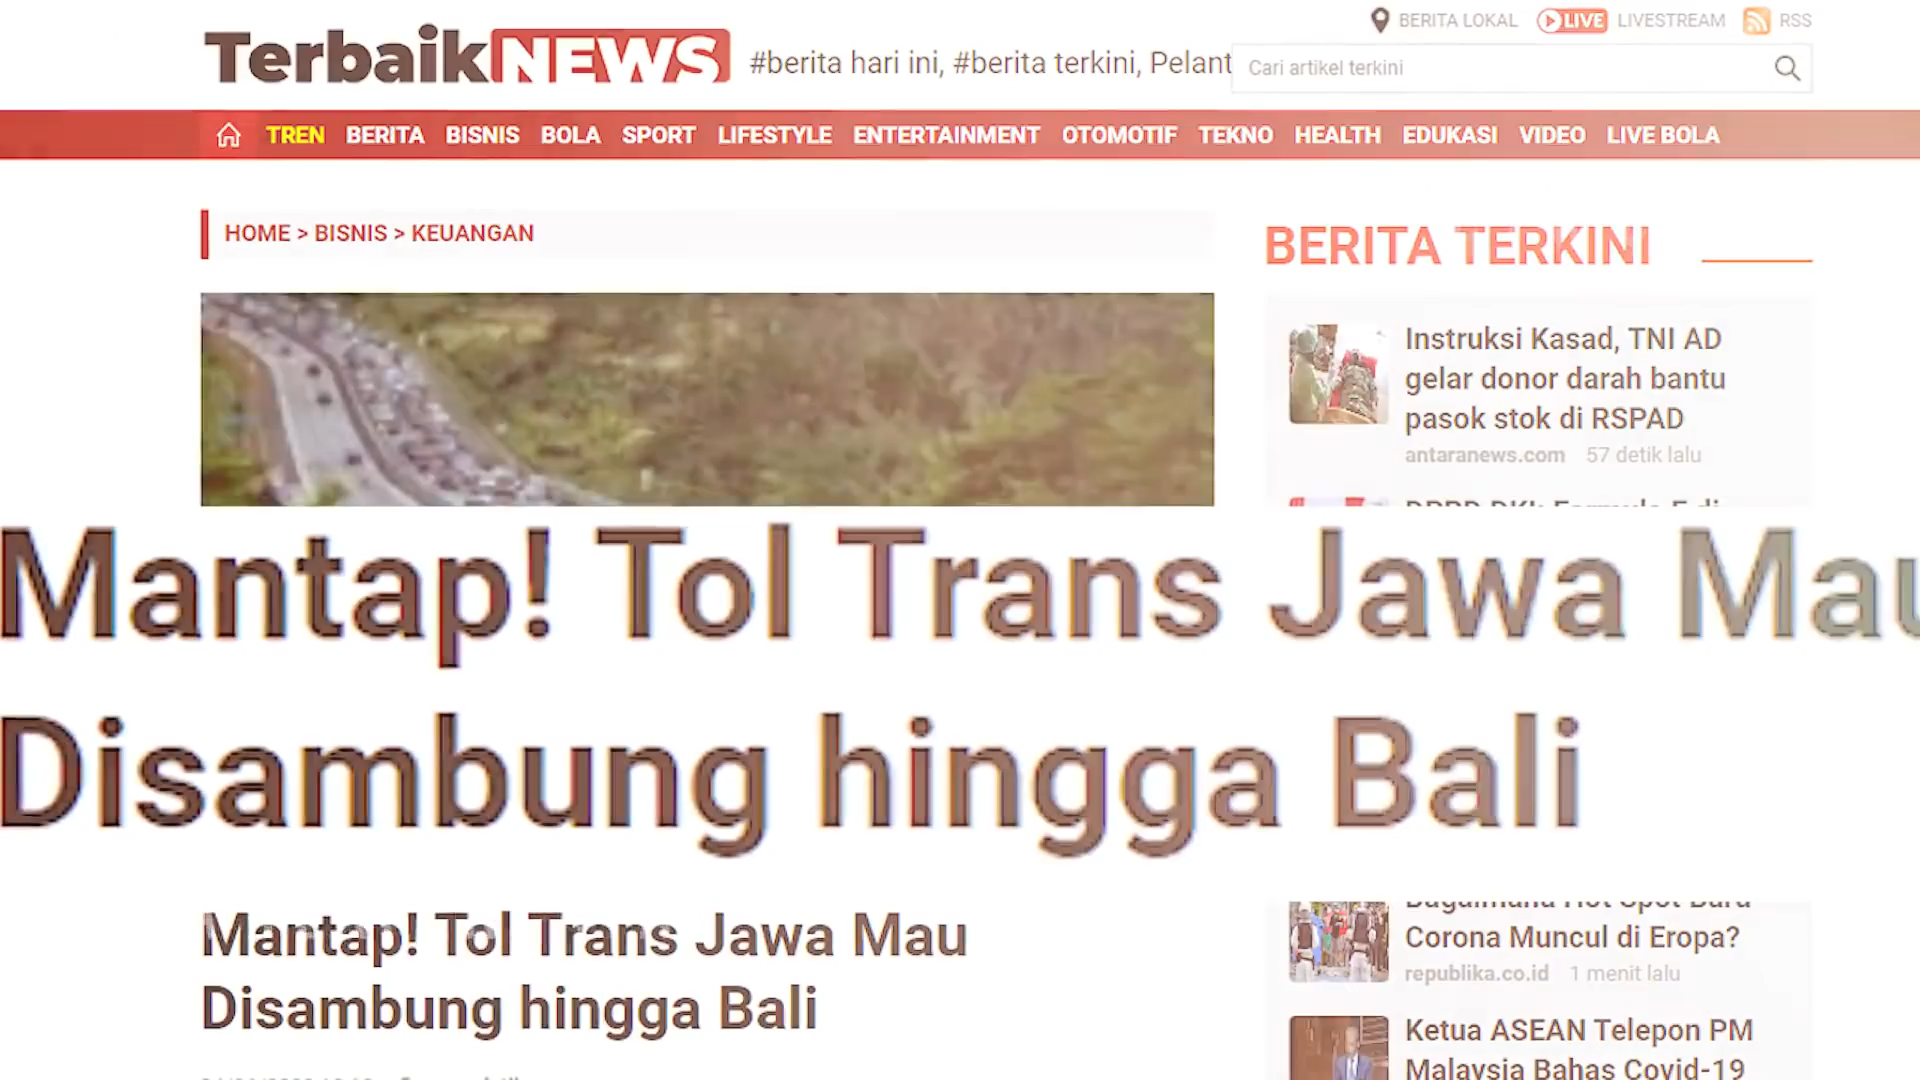 BERITA LOKAL LIVE LIVESTREAM RSS
TerbaikNEWS
#berita hari ini, #berita terkini, Pelant
Cari artikel terkini
TREN BERITA BISNIS BOLA SPORT LIFESTYLE ENTERTAINMENT OTOMOTIF TEKNO HEALTH EDUKASI VIDEO LIVE BOLA
HOME > BISNIS > KEUANGAN
BERITA TERKINI
Instruksi Kasad, TNI AD
gelar donor darah bantu
pasok stok di RSPAD
antaranews.com 57 detik lalu
Mantap! Tol Trans Jawa Mau
Disambung hingga Bali
Mantap! Tol Trans Jawa Mau
Disambung hingga Bali
Corona Muncul di Eropa?
republika.co.id 1 menit lalu
Ketua ASEAN Telepon PM
Malaysia Bahas Covid-19